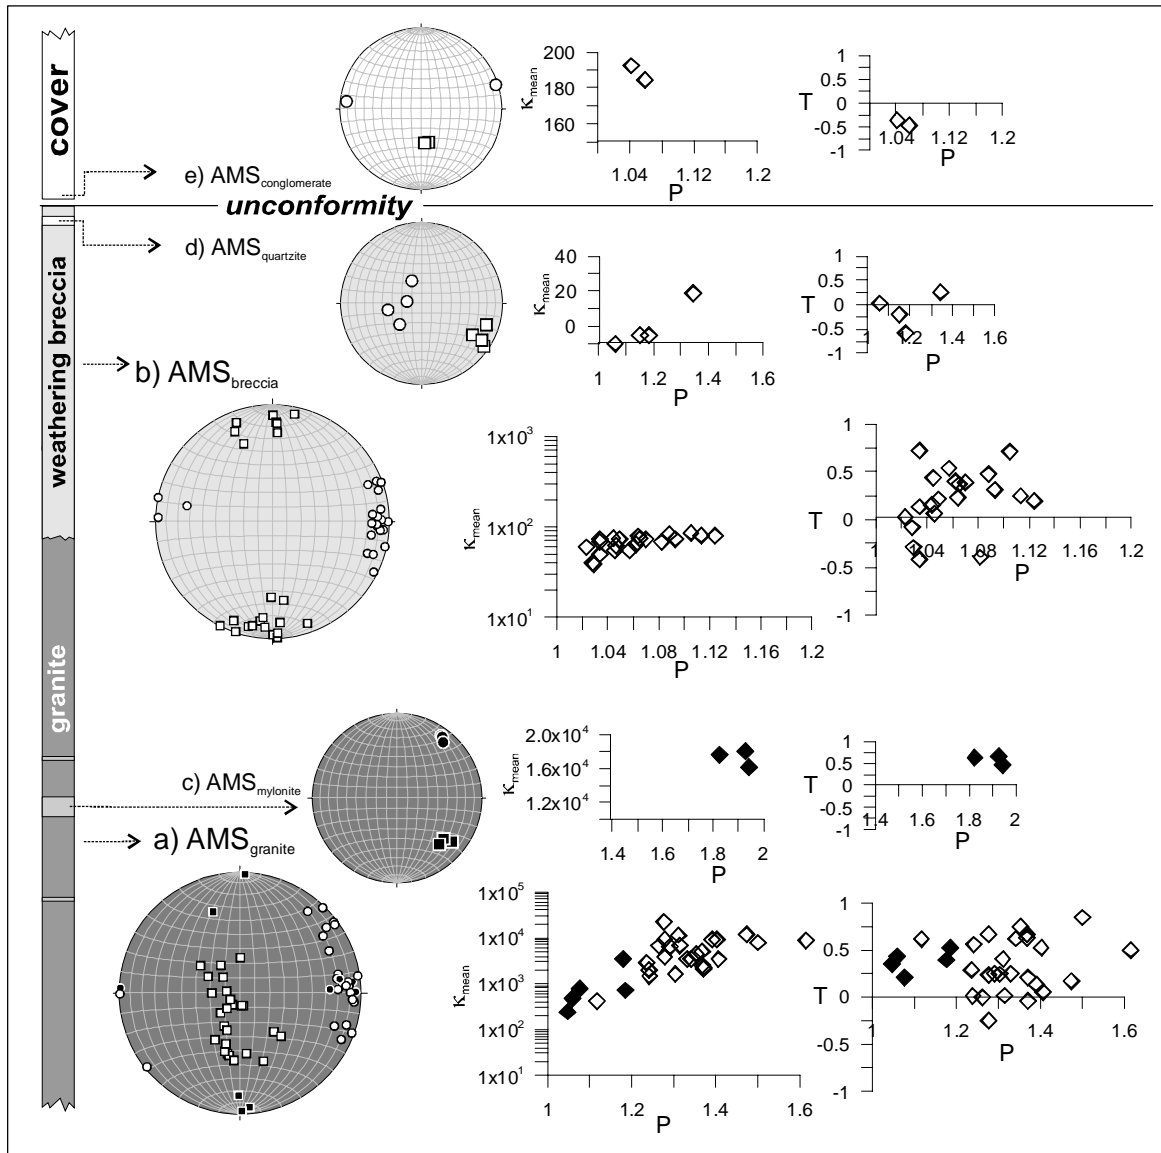 cover
e) AMSconglomerate
κmean
200
180
160
1.04 1.12 1.2
P
T
1
0.5
0
-0.5
-1
1.04 1.12 1.2
P
unconformity
weathering breccia
d) AMSquartzite
κmean
40
20
0
1 1.2 1.4 1.6
P
T
1
0.5
0
-0.5
-1
1 1.2 1.4 1.6
P
b) AMSbreccia
κmean
1x10³
1x10²
1x10¹
1 1.04 1.08 1.12 1.2
P
T
1
0.5
0
-0.5
-1
1 1.04 1.08 1.12 1.2
P
granite
c) AMSmylonite
κmean
2.0x10⁴
1.6x10⁴
1.2x10⁴
1.4 1.6 1.8 2
P
T
1
0.5
0
-0.5
-1
1.4 1.6 1.8 2
P
a) AMSgranite
κmean
1x10⁵
1x10⁴
1x10³
1x10²
1x10¹
1 1.2 1.4 1.6
P
T
1
0.5
0
-0.5
-1
1 1.2 1.4 1.6
P